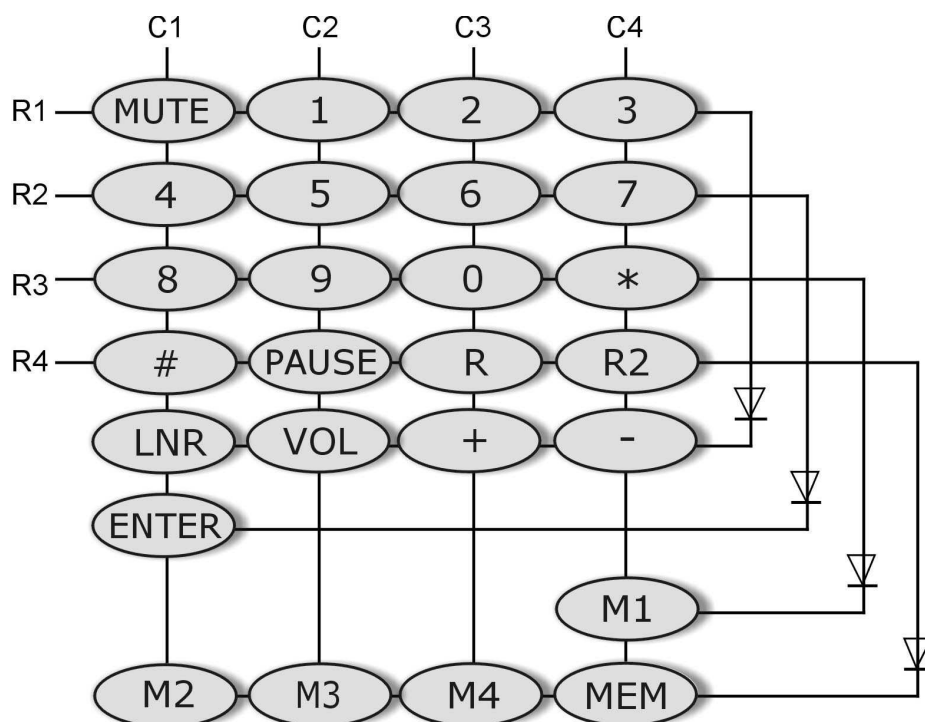 C1 C2 C3 C4
R1 MUTE 1 2 3
R2 4 5 6 7
R3 8 9 0 *
R4 # PAUSE R R2
LNR VOL + -
ENTER
M1
M2 M3 M4 MEM